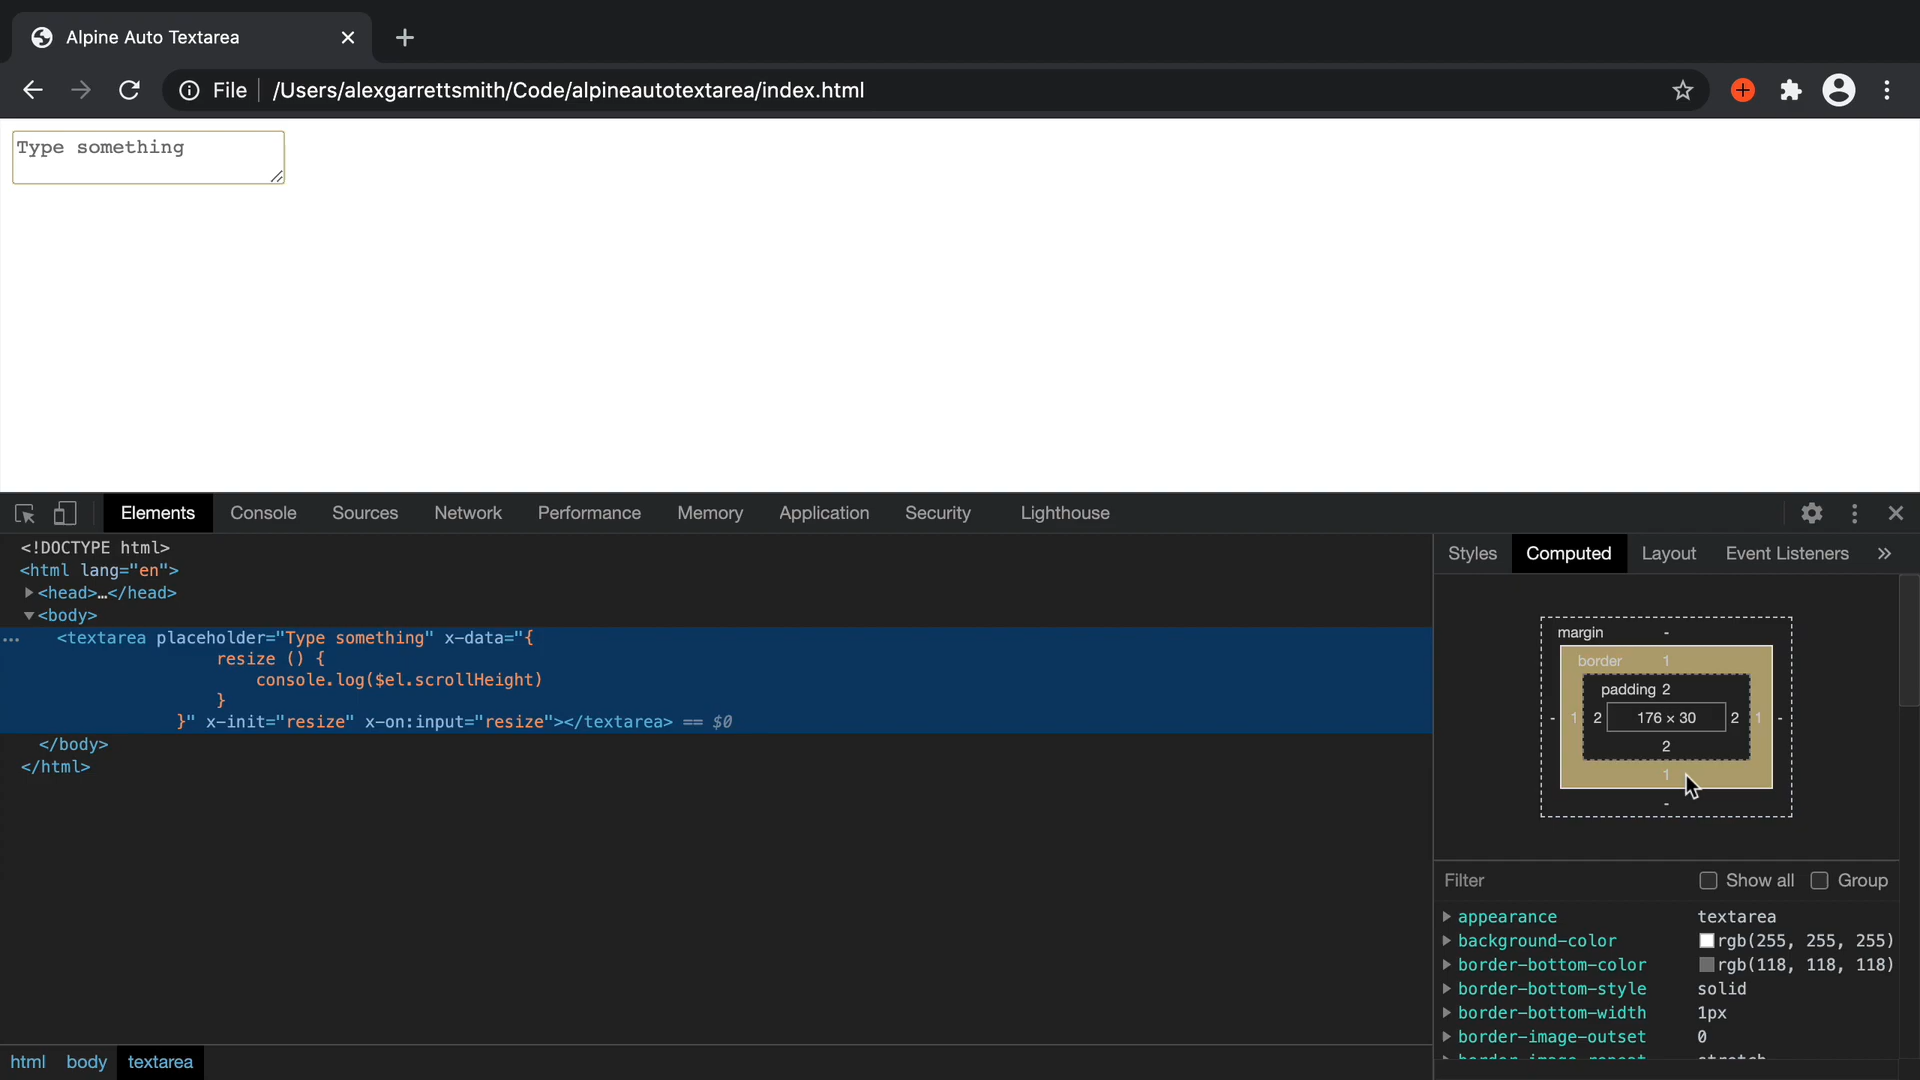 Alpine Auto Textarea
File /Users/alexgarrettsmith/Code/alpineautotextarea/index.html
Type something
Elements Console Sources Network Performance Memory Application Security Lighthouse
<!DOCTYPE html>
<html lang="en">
<head>…</head>
<body>
<textarea placeholder="Type something" x-data="{
resize () {
console.log($el.scrollHeight)
}
}" x-init="resize" x-on:input="resize"></textarea> == $0
</body>
</html>
html body textarea
Styles Computed Layout Event Listeners »
margin -
border 1
padding 2
- 1 2 176 × 30 2 1 -
2
1
-
Filter Show all Group
appearance textarea
background-color rgb(255, 255, 255)
border-bottom-color rgb(118, 118, 118)
border-bottom-style solid
border-bottom-width 1px
border-image-outset 0
border-image-repeat stretch